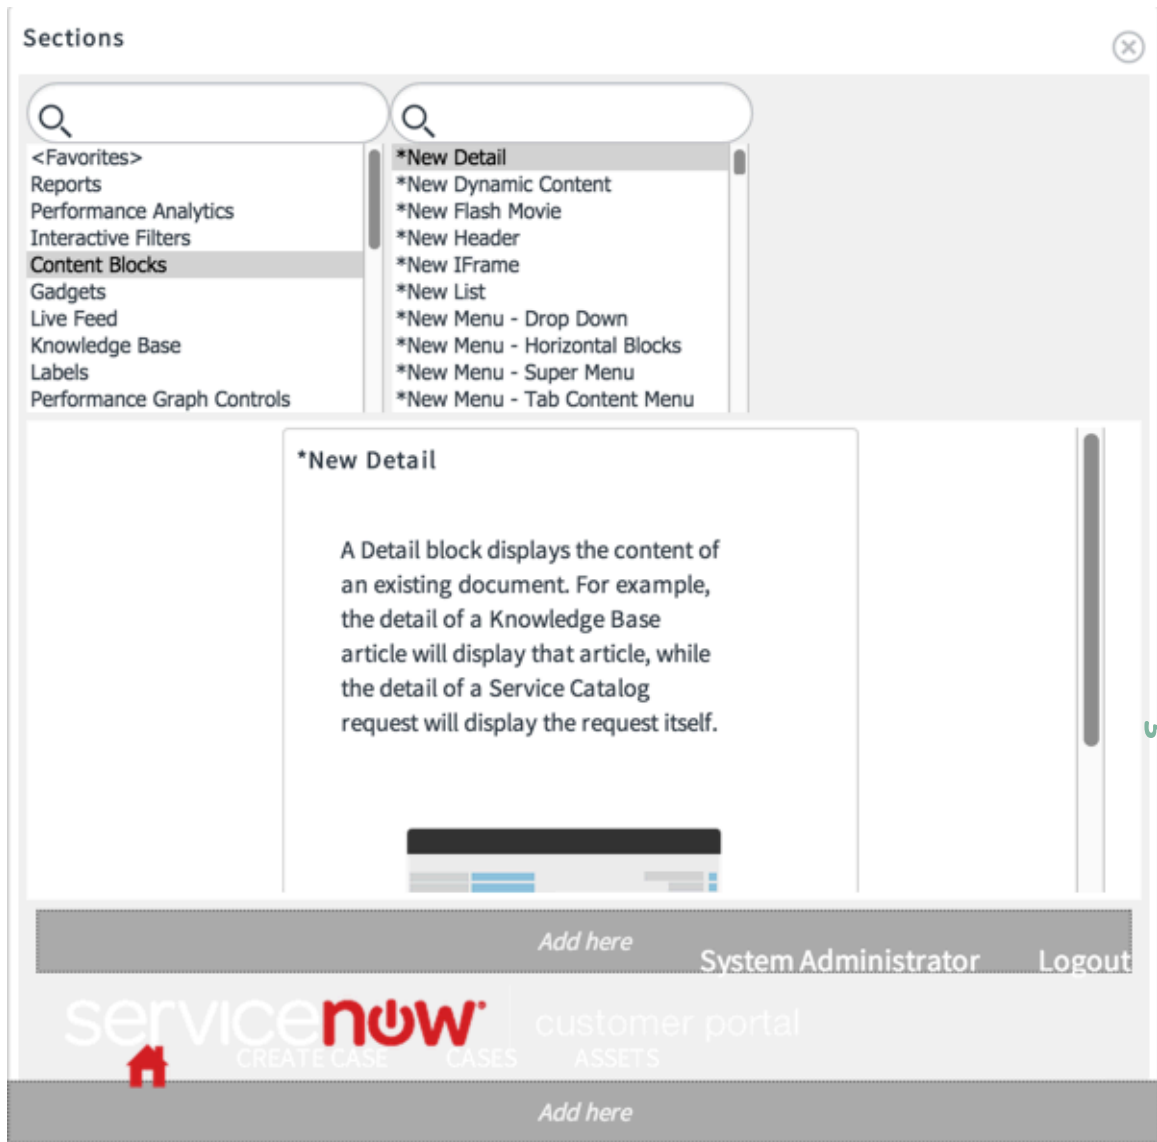 Sections
<Favorites>
Reports
Performance Analytics
Interactive Filters
Content Blocks
Gadgets
Live Feed
Knowledge Base
Labels
Performance Graph Controls
*New Detail
*New Dynamic Content
*New Flash Movie
*New Header
*New IFrame
*New List
*New Menu - Drop Down
*New Menu - Horizontal Blocks
*New Menu - Super Menu
*New Menu - Tab Content Menu
*New Detail
A Detail block displays the content of
an existing document. For example,
the detail of a Knowledge Base
article will display that article, while
the detail of a Service Catalog
request will display the request itself.
Add here
System Administrator Logout
servicenow customer portal
CREATE CASE CASES ASSETS
Add here